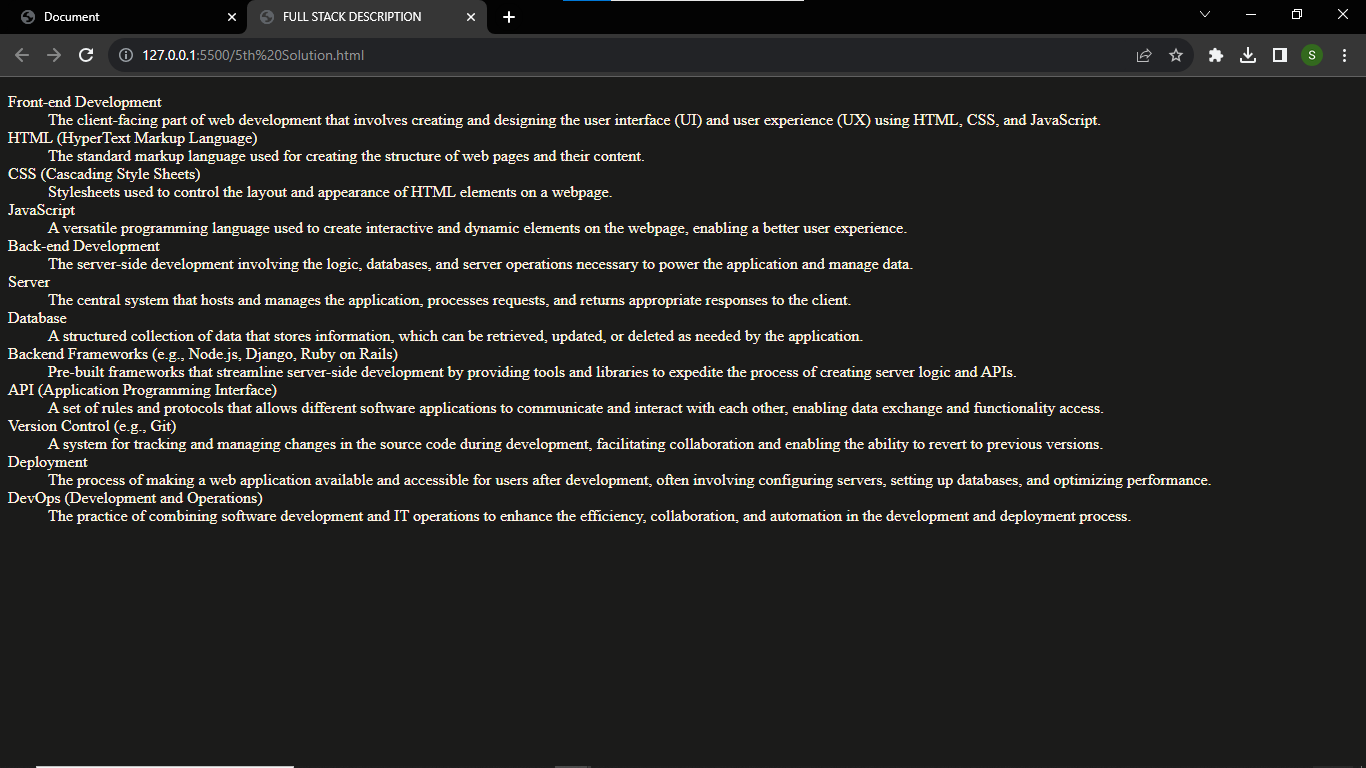 Document
FULL STACK DESCRIPTION
127.0.0.1:5500/5th%20Solution.html
S
Front-end Development
The client-facing part of web development that involves creating and designing the user interface (UI) and user experience (UX) using HTML, CSS, and JavaScript.
HTML (HyperText Markup Language)
The standard markup language used for creating the structure of web pages and their content.
CSS (Cascading Style Sheets)
Stylesheets used to control the layout and appearance of HTML elements on a webpage.
JavaScript
A versatile programming language used to create interactive and dynamic elements on the webpage, enabling a better user experience.
Back-end Development
The server-side development involving the logic, databases, and server operations necessary to power the application and manage data.
Server
The central system that hosts and manages the application, processes requests, and returns appropriate responses to the client.
Database
A structured collection of data that stores information, which can be retrieved, updated, or deleted as needed by the application.
Backend Frameworks (e.g., Node.js, Django, Ruby on Rails)
Pre-built frameworks that streamline server-side development by providing tools and libraries to expedite the process of creating server logic and APIs.
API (Application Programming Interface)
A set of rules and protocols that allows different software applications to communicate and interact with each other, enabling data exchange and functionality access.
Version Control (e.g., Git)
A system for tracking and managing changes in the source code during development, facilitating collaboration and enabling the ability to revert to previous versions.
Deployment
The process of making a web application available and accessible for users after development, often involving configuring servers, setting up databases, and optimizing performance.
DevOps (Development and Operations)
The practice of combining software development and IT operations to enhance the efficiency, collaboration, and automation in the development and deployment process.